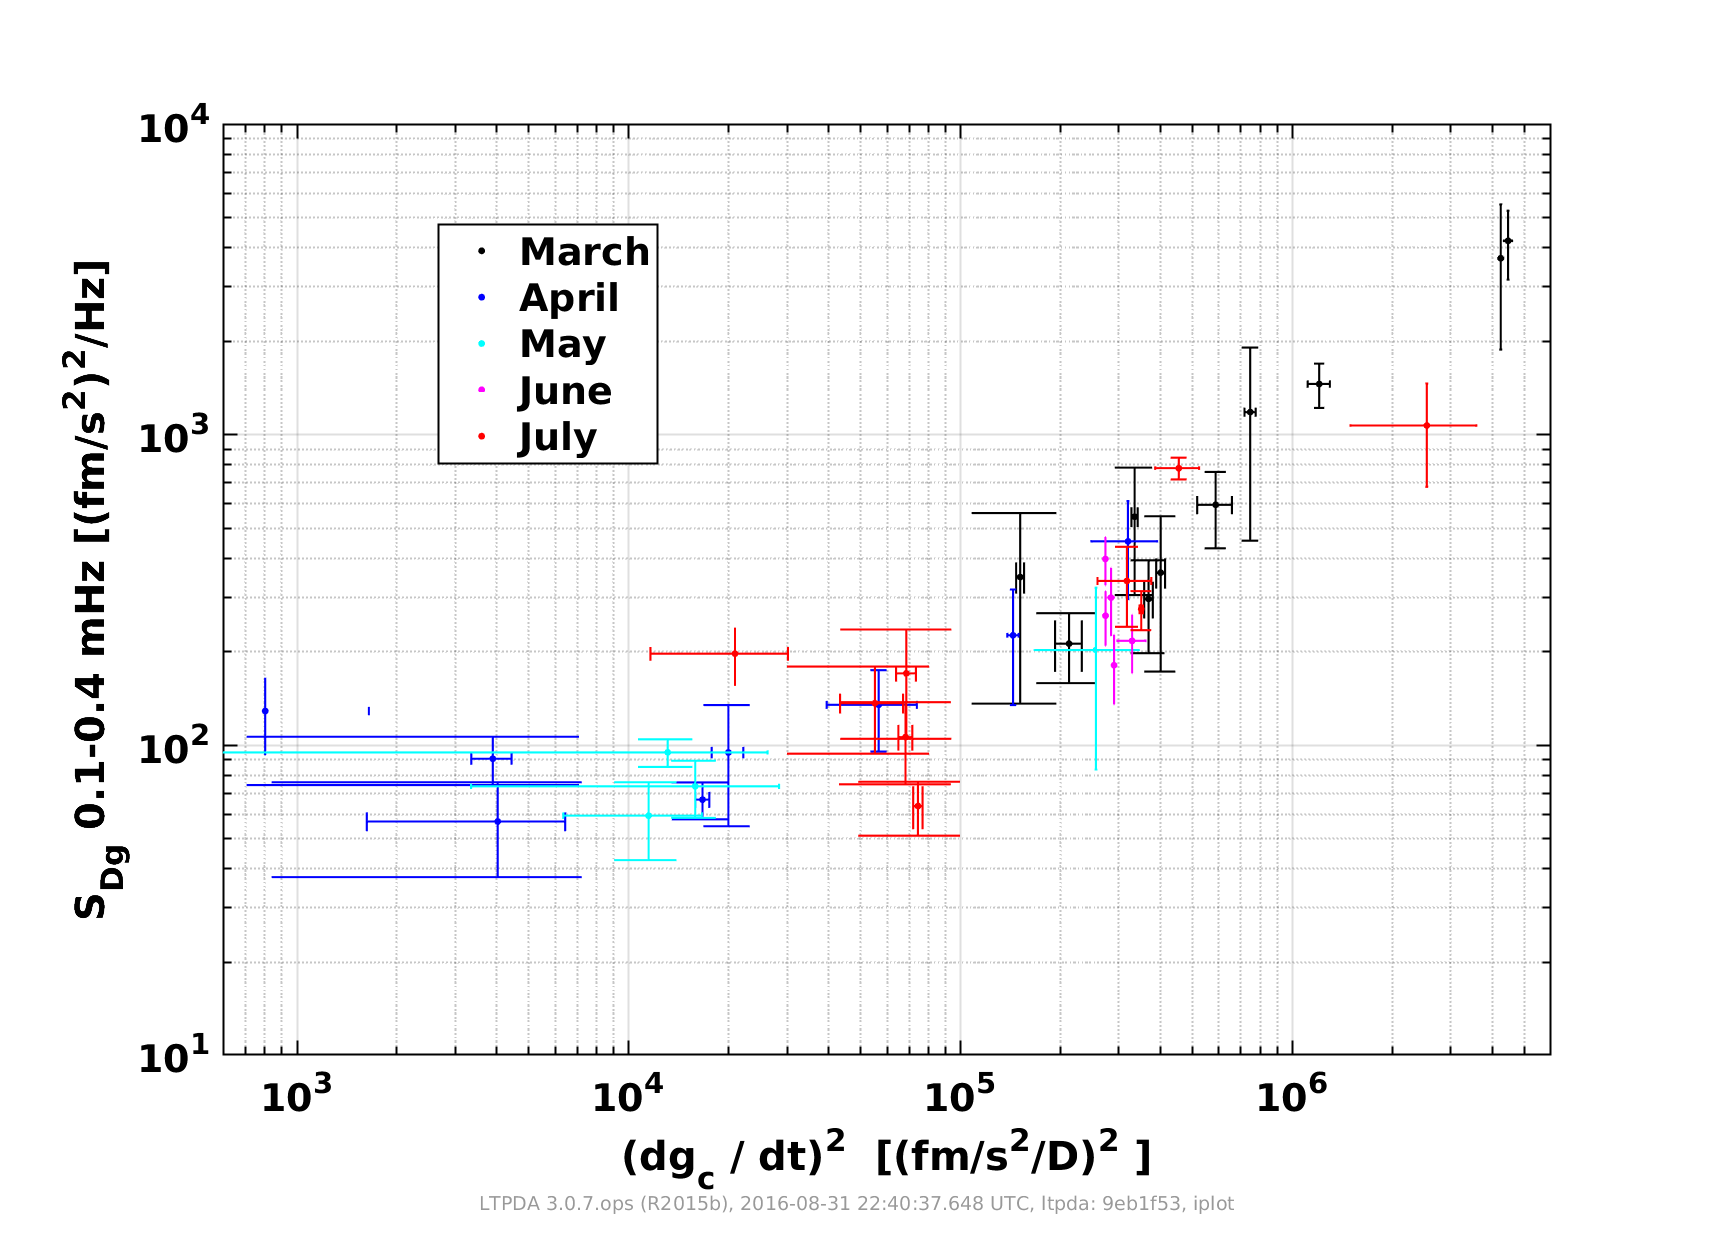 10^4
10^3
10^2
10^1
S_Dg 0.1-0.4 mHz [(fm/s^2)^2/Hz]
March
April
May
June
July
10^3 10^4 10^5 10^6
(dg_c / dt)^2 [(fm/s^2/D)^2 ]
LTPDA 3.0.7.ops (R2015b), 2016-08-31 22:40:37.648 UTC, ltpda: 9eb1f53, iplot